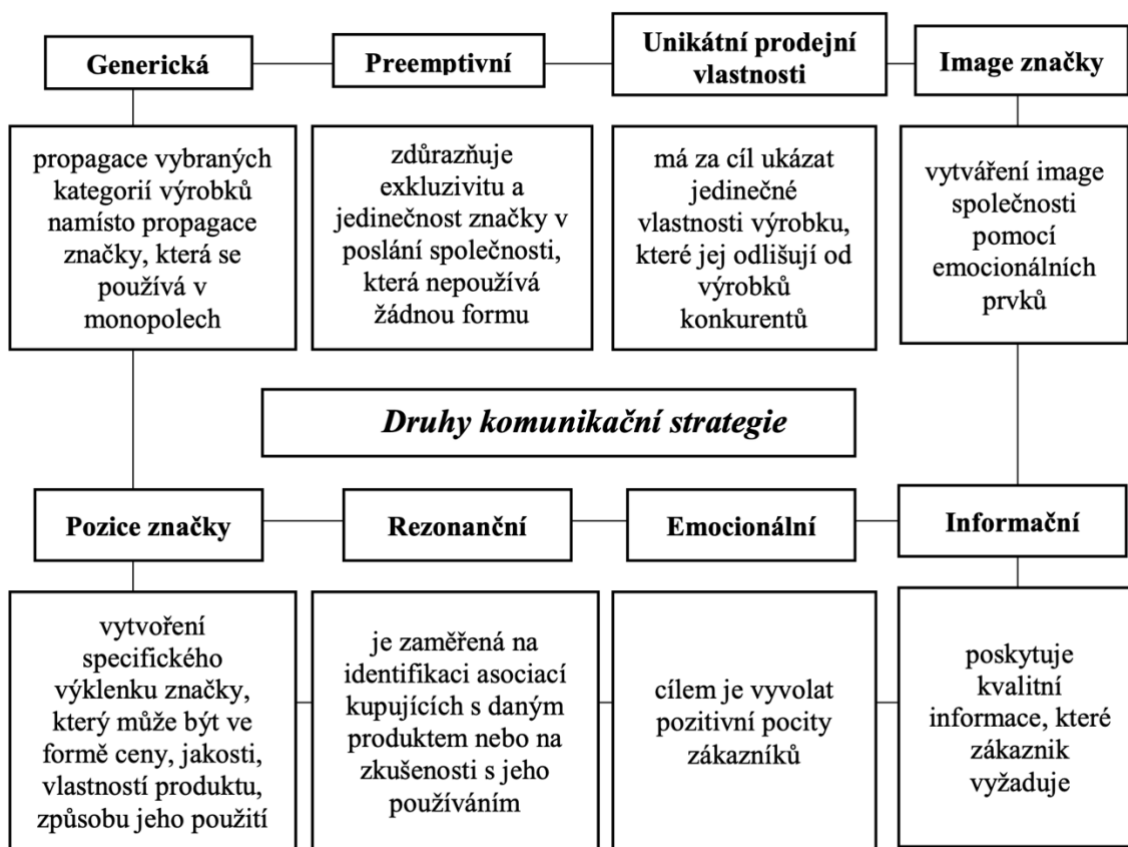 Generická
Preemptivní
Unikátní prodejní
vlastnosti
Image značky
propagace vybraných
kategorií výrobků
namísto propagace
značky, která se
používá v
monopolech
zdůrazňuje
exkluzivitu a
jedinečnost značky v
poslání společnosti,
která nepoužívá
žádnou formu
má za cíl ukázat
jedinečné
vlastnosti výrobku,
které jej odlišují od
výrobků
konkurentů
vytváření image
společnosti
pomocí
emocionálních
prvků
Druhy komunikační strategie
Pozice značky
Rezonanční
Emocionální
Informační
vytvoření
specifického
výklenku značky,
který může být ve
formě ceny, jakosti,
vlastností produktu,
způsobu jeho použití
je zaměřená na
identifikaci asociací
kupujících s daným
produktem nebo na
zkušenosti s jeho
používáním
cílem je vyvolat
pozitivní pocity
zákazníků
poskytuje
kvalitní
informace, které
zákaznik
vyžaduje